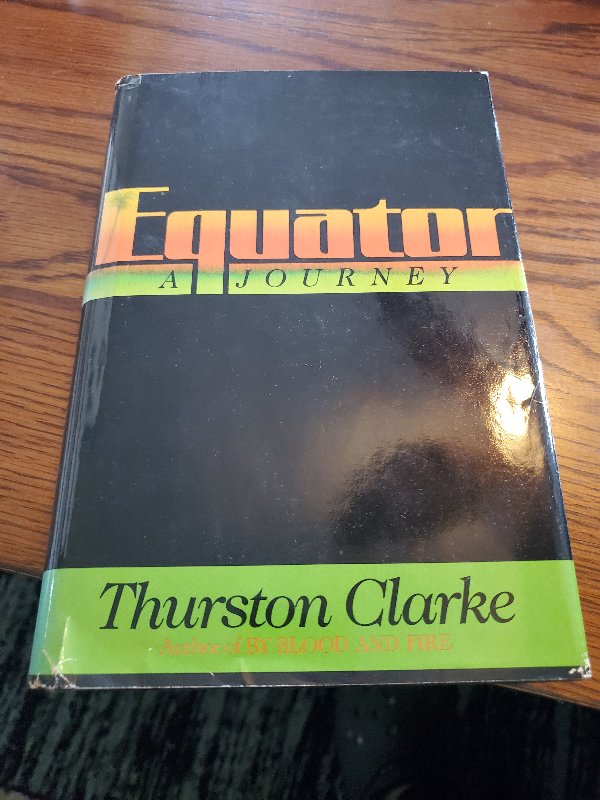 Equator
A JOURNEY
Thurston Clarke
Author of BY BLOOD AND FIRE